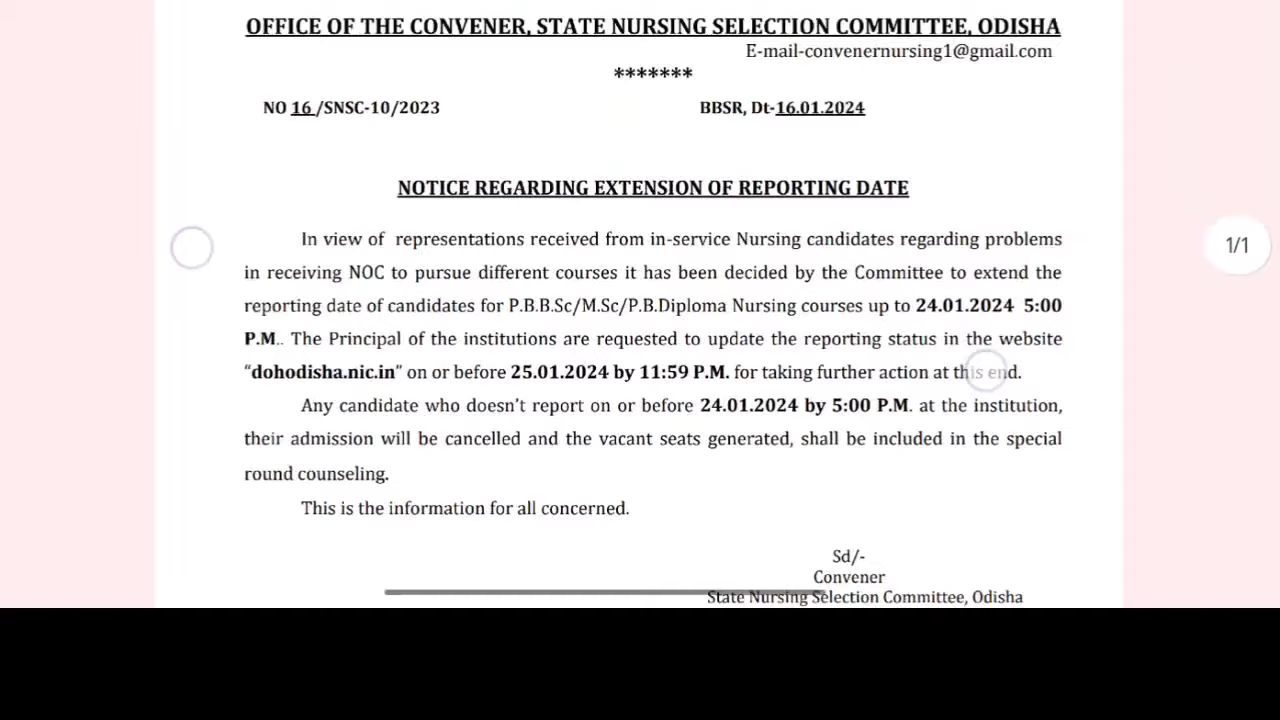 OFFICE OF THE CONVENER, STATE NURSING SELECTION COMMITTEE, ODISHA
E-mail-convenernursing1@gmail.com
*******
NO 16 /SNSC-10/2023 BBSR, Dt-16.01.2024
NOTICE REGARDING EXTENSION OF REPORTING DATE
In view of representations received from in-service Nursing candidates regarding problems
1/1
in receiving NOC to pursue different courses it has been decided by the Committee to extend the
reporting date of candidates for P.B.B.Sc/M.Sc/P.B.Diploma Nursing courses up to 24.01.2024 5:00
P.M.. The Principal of the institutions are requested to update the reporting status in the website
“dohodisha.nic.in” on or before 25.01.2024 by 11:59 P.M. for taking further action at this end.
Any candidate who doesn’t report on or before 24.01.2024 by 5:00 P.M. at the institution,
their admission will be cancelled and the vacant seats generated, shall be included in the special
round counseling.
This is the information for all concerned.
Sd/-
Convener
State Nursing Selection Committee, Odisha